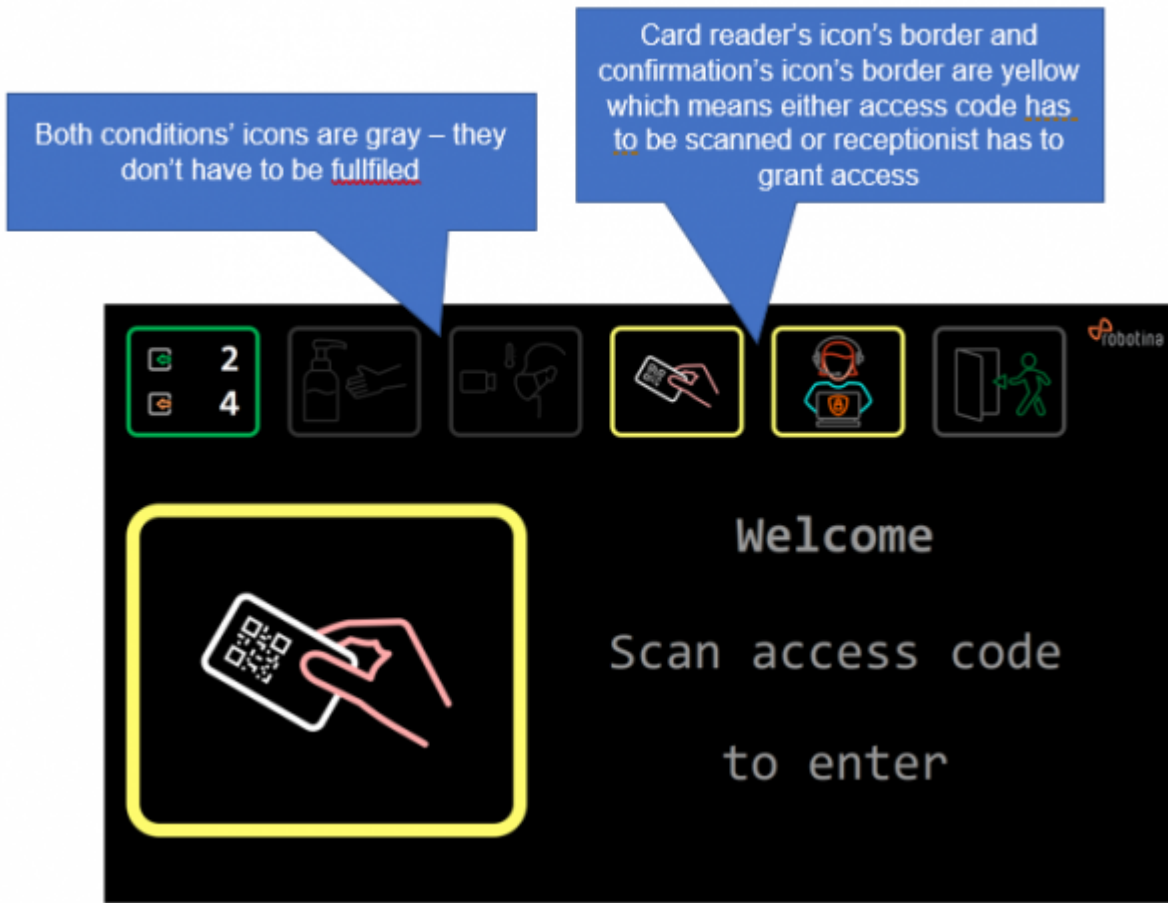 Card reader's icon's border and
confirmation's icon's border are yellow
which means either access code has
to be scanned or receptionist has to
grant access
Both conditions' icons are gray – they
don't have to be fullfiled
2
4
robotina
Welcome
Scan access code
to enter